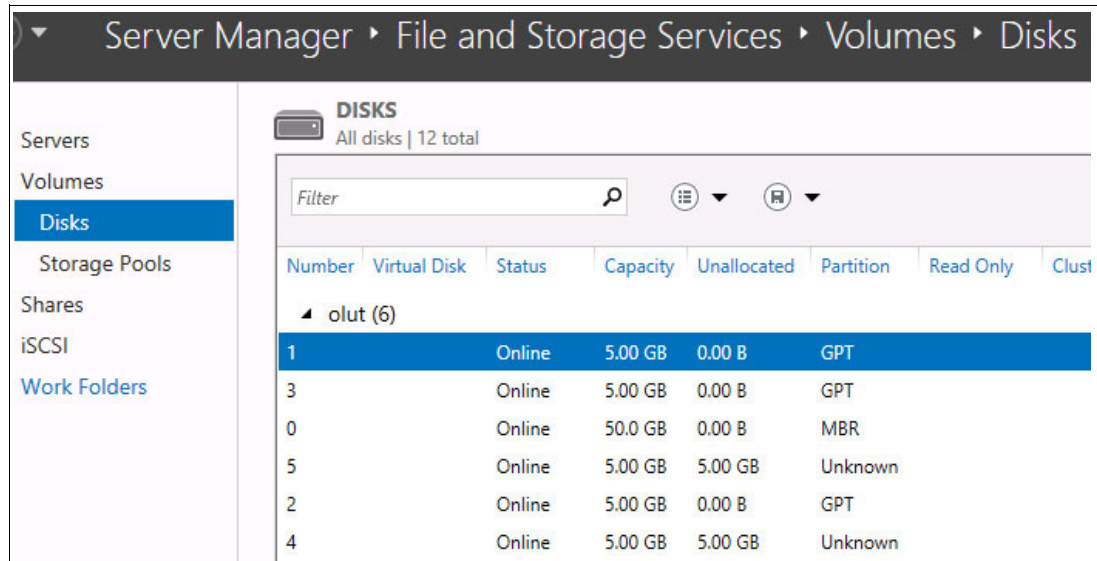 Server Manager ‣ File and Storage Services ‣ Volumes ‣ Disks
Servers
Volumes
Disks
Storage Pools
Shares
iSCSI
Work Folders
DISKS
All disks | 12 total
Filter
Number Virtual Disk Status Capacity Unallocated Partition Read Only Clust
olut (6)
1 Online 5.00 GB 0.00 B GPT
3 Online 5.00 GB 0.00 B GPT
0 Online 50.0 GB 0.00 B MBR
5 Online 5.00 GB 5.00 GB Unknown
2 Online 5.00 GB 0.00 B GPT
4 Online 5.00 GB 5.00 GB Unknown